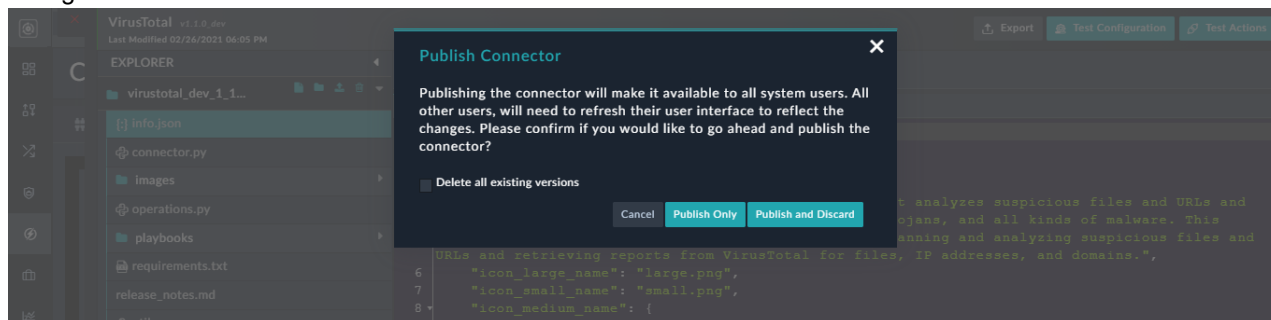 VirusTotal v1.1.0_dev
Last Modified 02/26/2021 06:05 PM
Export
Test Configuration
Test Actions
EXPLORER
virustotal_dev_1_1...
{;} info.json
connector.py
images
operations.py
playbooks
requirements.txt
release_notes.md
Publish Connector
Publishing the connector will make it available to all system users. All
other users, will need to refresh their user interface to reflect the
changes. Please confirm if you would like to go ahead and publish the
connector?
Delete all existing versions
Cancel
Publish Only
Publish and Discard
t analyzes suspicious files and URLs and
ojans, and all kinds of malware. This
anning and analyzing suspicious files and
URLs and retrieving reports from VirusTotal for files, IP addresses, and domains.",
6 "icon_large_name": "large.png",
7 "icon_small_name": "small.png",
8 "icon_medium_name": {